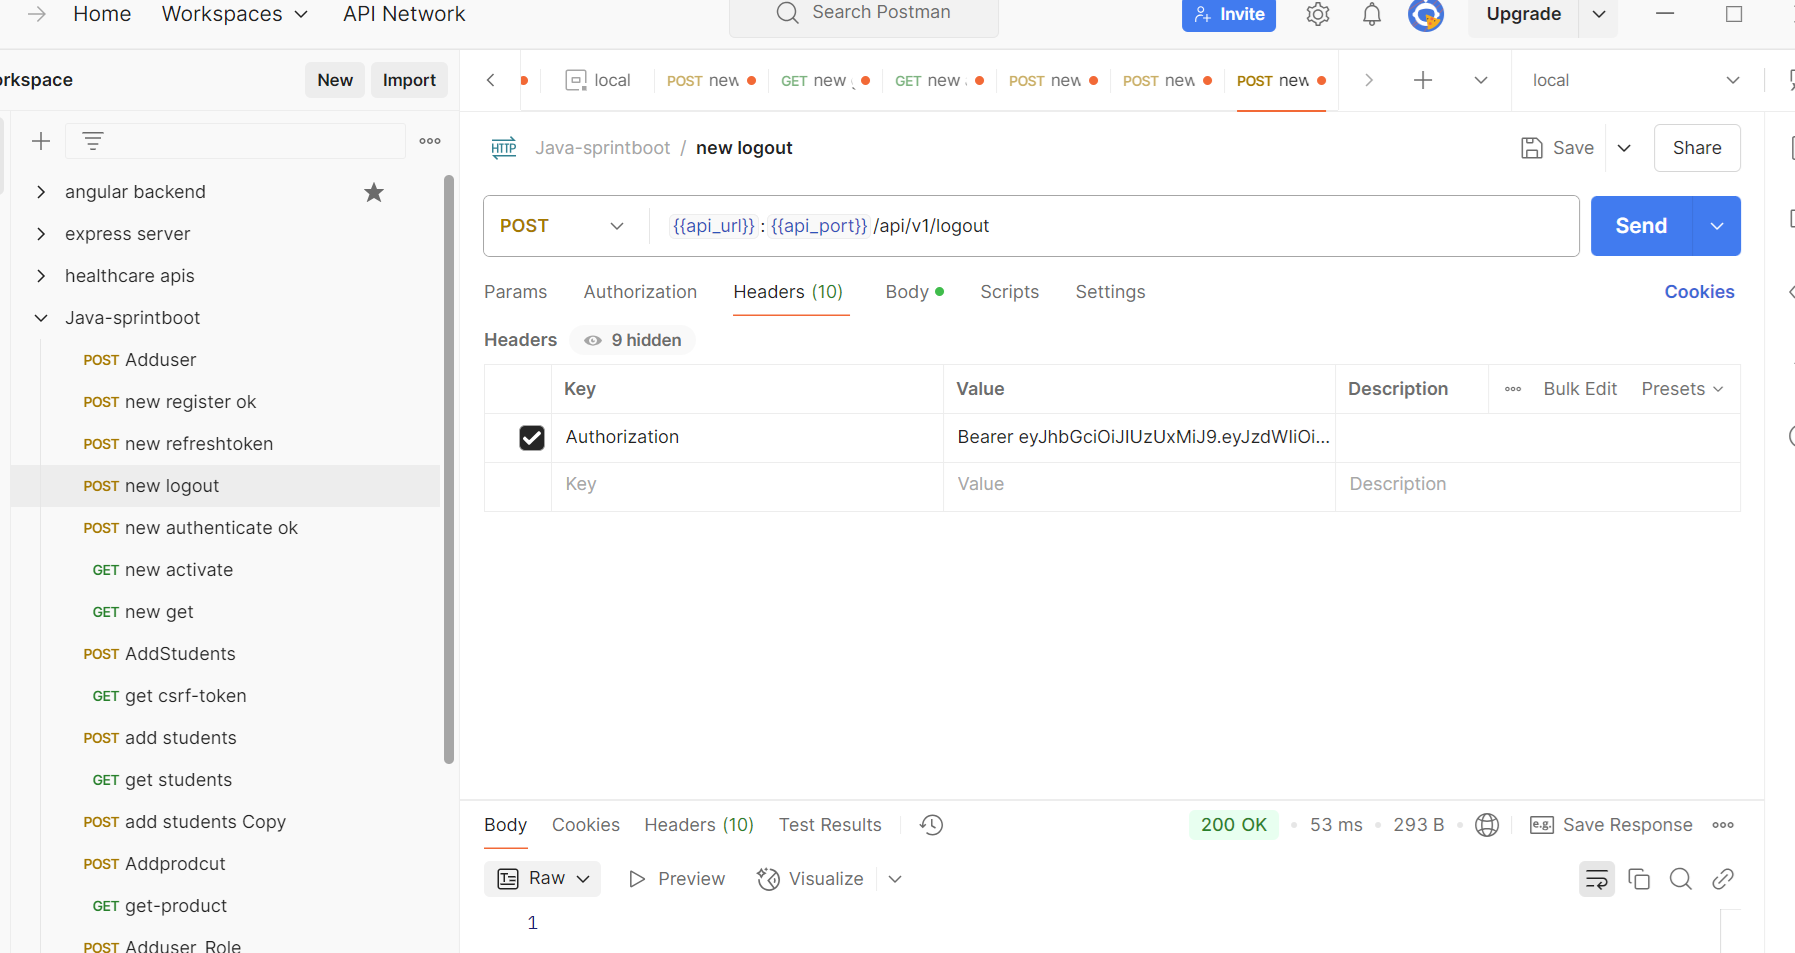 Home Workspaces API Network Search Postman Invite Upgrade
orkspace New Import
local POST new GET new GET new POST new POST new POST new local
HTTP Java-sprintboot / new logout Save Share
angular backend
express server
healthcare apis
Java-sprintboot
POST Adduser
POST new register ok
POST new refreshtoken
POST new logout
POST new authenticate ok
GET new activate
GET new get
POST AddStudents
GET get csrf-token
POST add students
GET get students
POST add students Copy
POST Addprodcut
GET get-product
POST Adduser_Role
POST {{api_url}}:{{api_port}}/api/v1/logout Send
Params Authorization Headers (10) Body Scripts Settings Cookies
Headers 9 hidden
Key Value Description Bulk Edit Presets
Authorization Bearer eyJhbGciOiJIUzUxMiJ9.eyJzdWIiOi...
Key Value Description
Body Cookies Headers (10) Test Results 200 OK 53 ms 293 B e.g. Save Response
Raw Preview Visualize
1